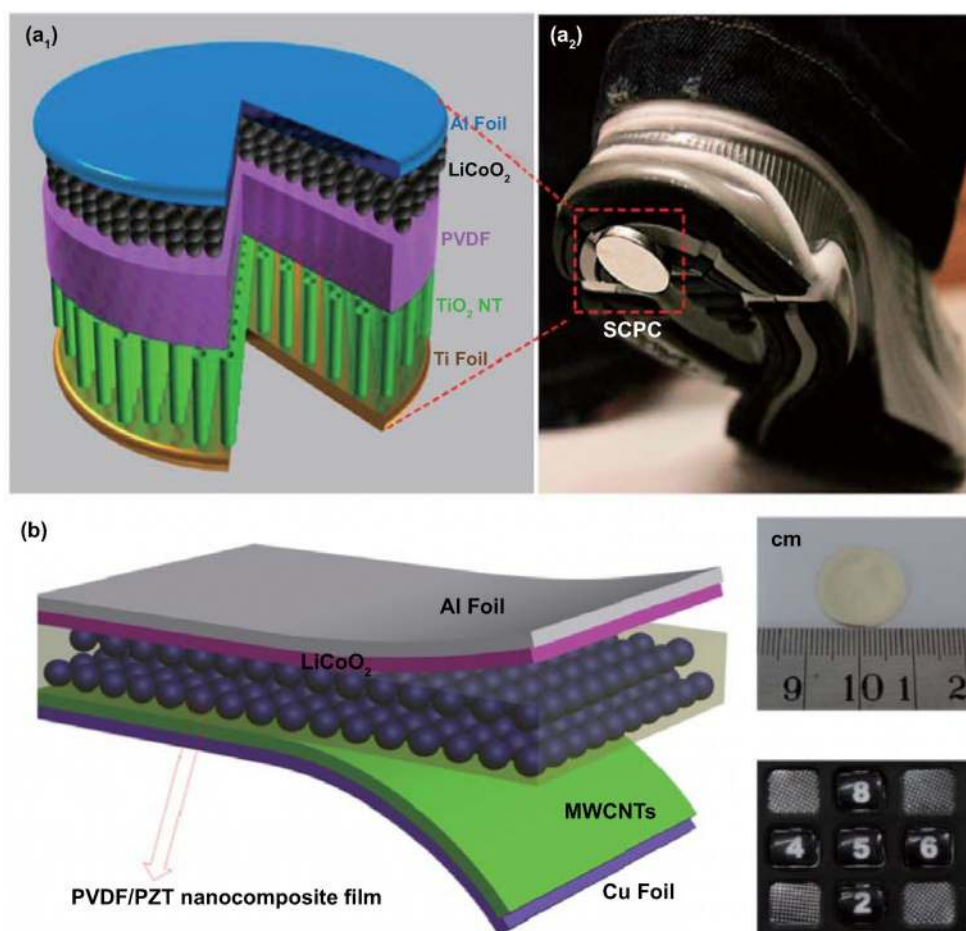 (a₁)
Al Foil
LiCoO₂
PVDF
TiO₂ NT
Ti Foil
(a₂)
SCPC
(b)
Al Foil
LiCoO₂
MWCNTs
Cu Foil
PVDF/PZT nanocomposite film
cm
9 10 1 2
8
4 5 6
2